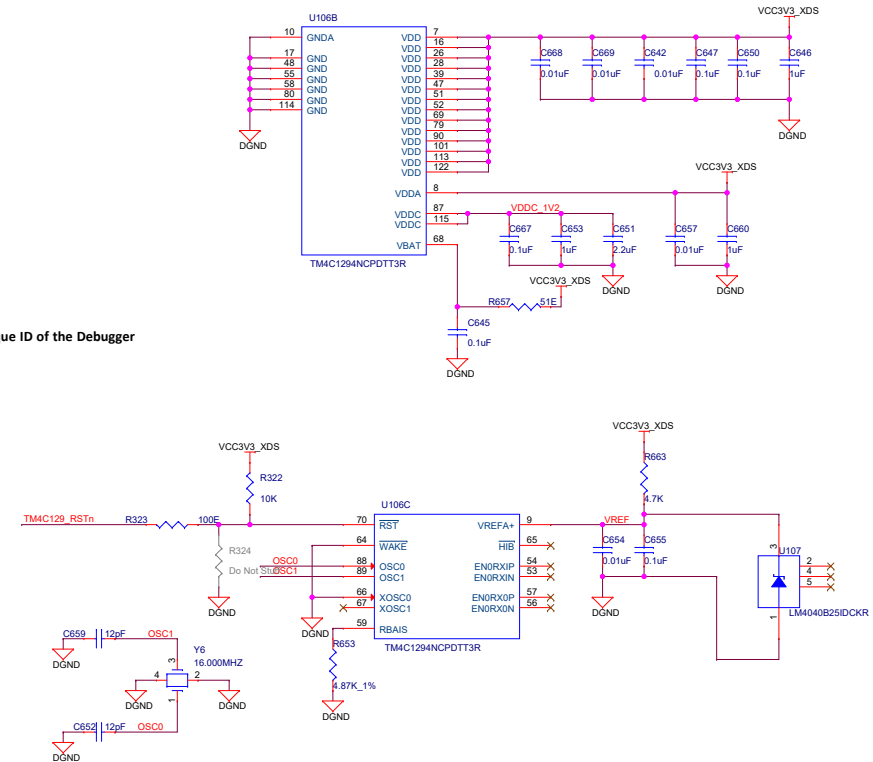 U106B
VCC3V3_XDS
10 GNDA VDD 7
VDD 16
17 GND VDD 26
48 GND VDD 28
55 GND VDD 39
58 GND VDD 47
80 GND VDD 51
114 GND VDD 52
VDD 69
VDD 79
VDD 90
VDD 101
VDD 113
VDD 122
C668 C669 C642 C647 C650 C646
0.01uF 0.01uF 0.01uF 0.1uF 0.1uF 1uF
DGND DGND
VCC3V3_XDS
VDDA 8
VDDC 87 VDDC_1V2
VDDC 115
C667 C653 C651 C657 C660
0.1uF 1uF 2.2uF 0.01uF 1uF
VBAT 68
TM4C1294NCPDTT3R
VCC3V3_XDS
DGND DGND
R657 51E
C645
0.1uF
DGND
ue ID of the Debugger
VCC3V3_XDS VCC3V3_XDS
R322
10K
R663
4.7K
U106C
TM4C129_RSTn R323 100E 70 RST VREFA+ 9 VREF
R324
Do Not Stuff
64 WAKE HIB 65
C654 C655
0.01uF 0.1uF
OSC0 88 OSC0 EN0RXIP 54
OSC1 89 OSC1 EN0RXIN 53
66 XOSC0 EN0RX0P 57
67 XOSC1 EN0RX0N 56
59 RBAIS
3 U107 2
4
5
1
LM4040B25IDCKR
DGND DGND DGND
TM4C1294NCPDTT3R
R653
4.87K_1%
DGND
C659 12pF OSC1
DGND
Y6
16.000MHZ
3
4 2
1
DGND DGND
C652 12pF OSC0
DGND